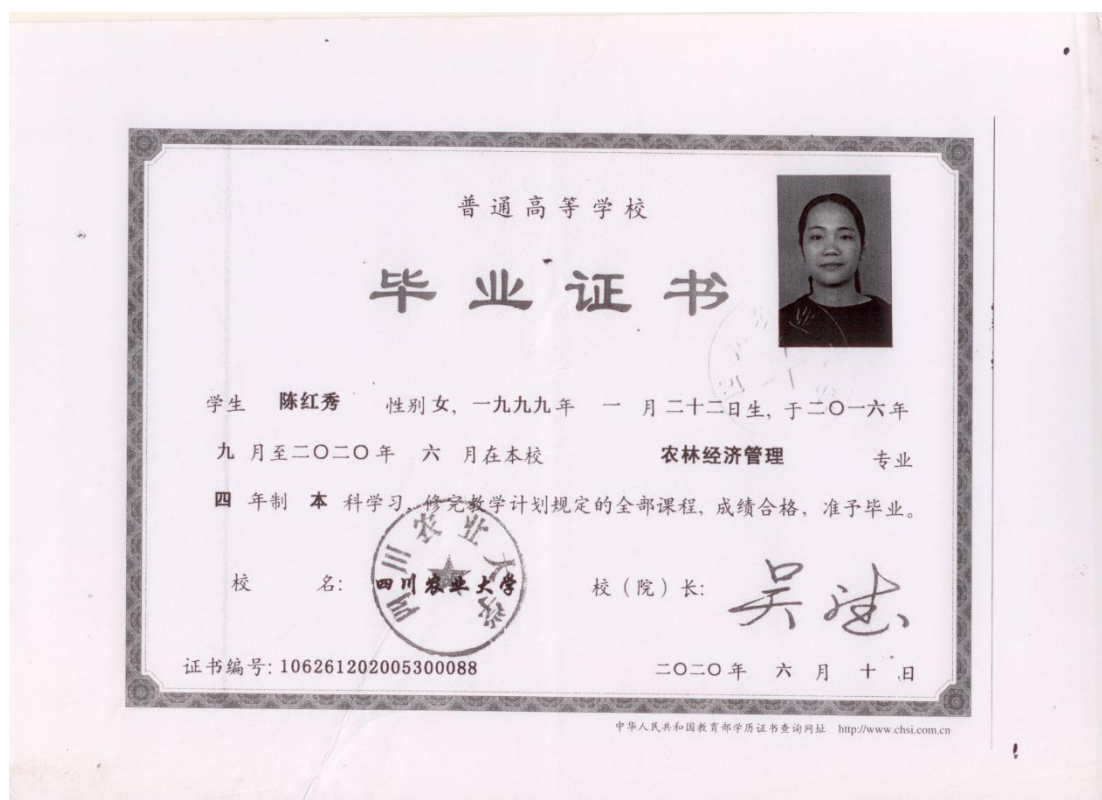 普通高等学校
毕业证书
学生 陈红秀 性别 女, 一九九九年 一 月 二十二日生, 于二〇一六年
九 月至二〇二〇年 六 月在本校 农林经济管理 专业
四 年制 本 科学习, 修完教学计划规定的全部课程, 成绩合格, 准予毕业。
四川农业大学
校 名: 四川农业大学 校(院)长:
证书编号: 106261202005300088 二〇二〇年 六 月 十 日
中华人民共和国教育部学历证书查询网址 http://www.chsi.com.cn